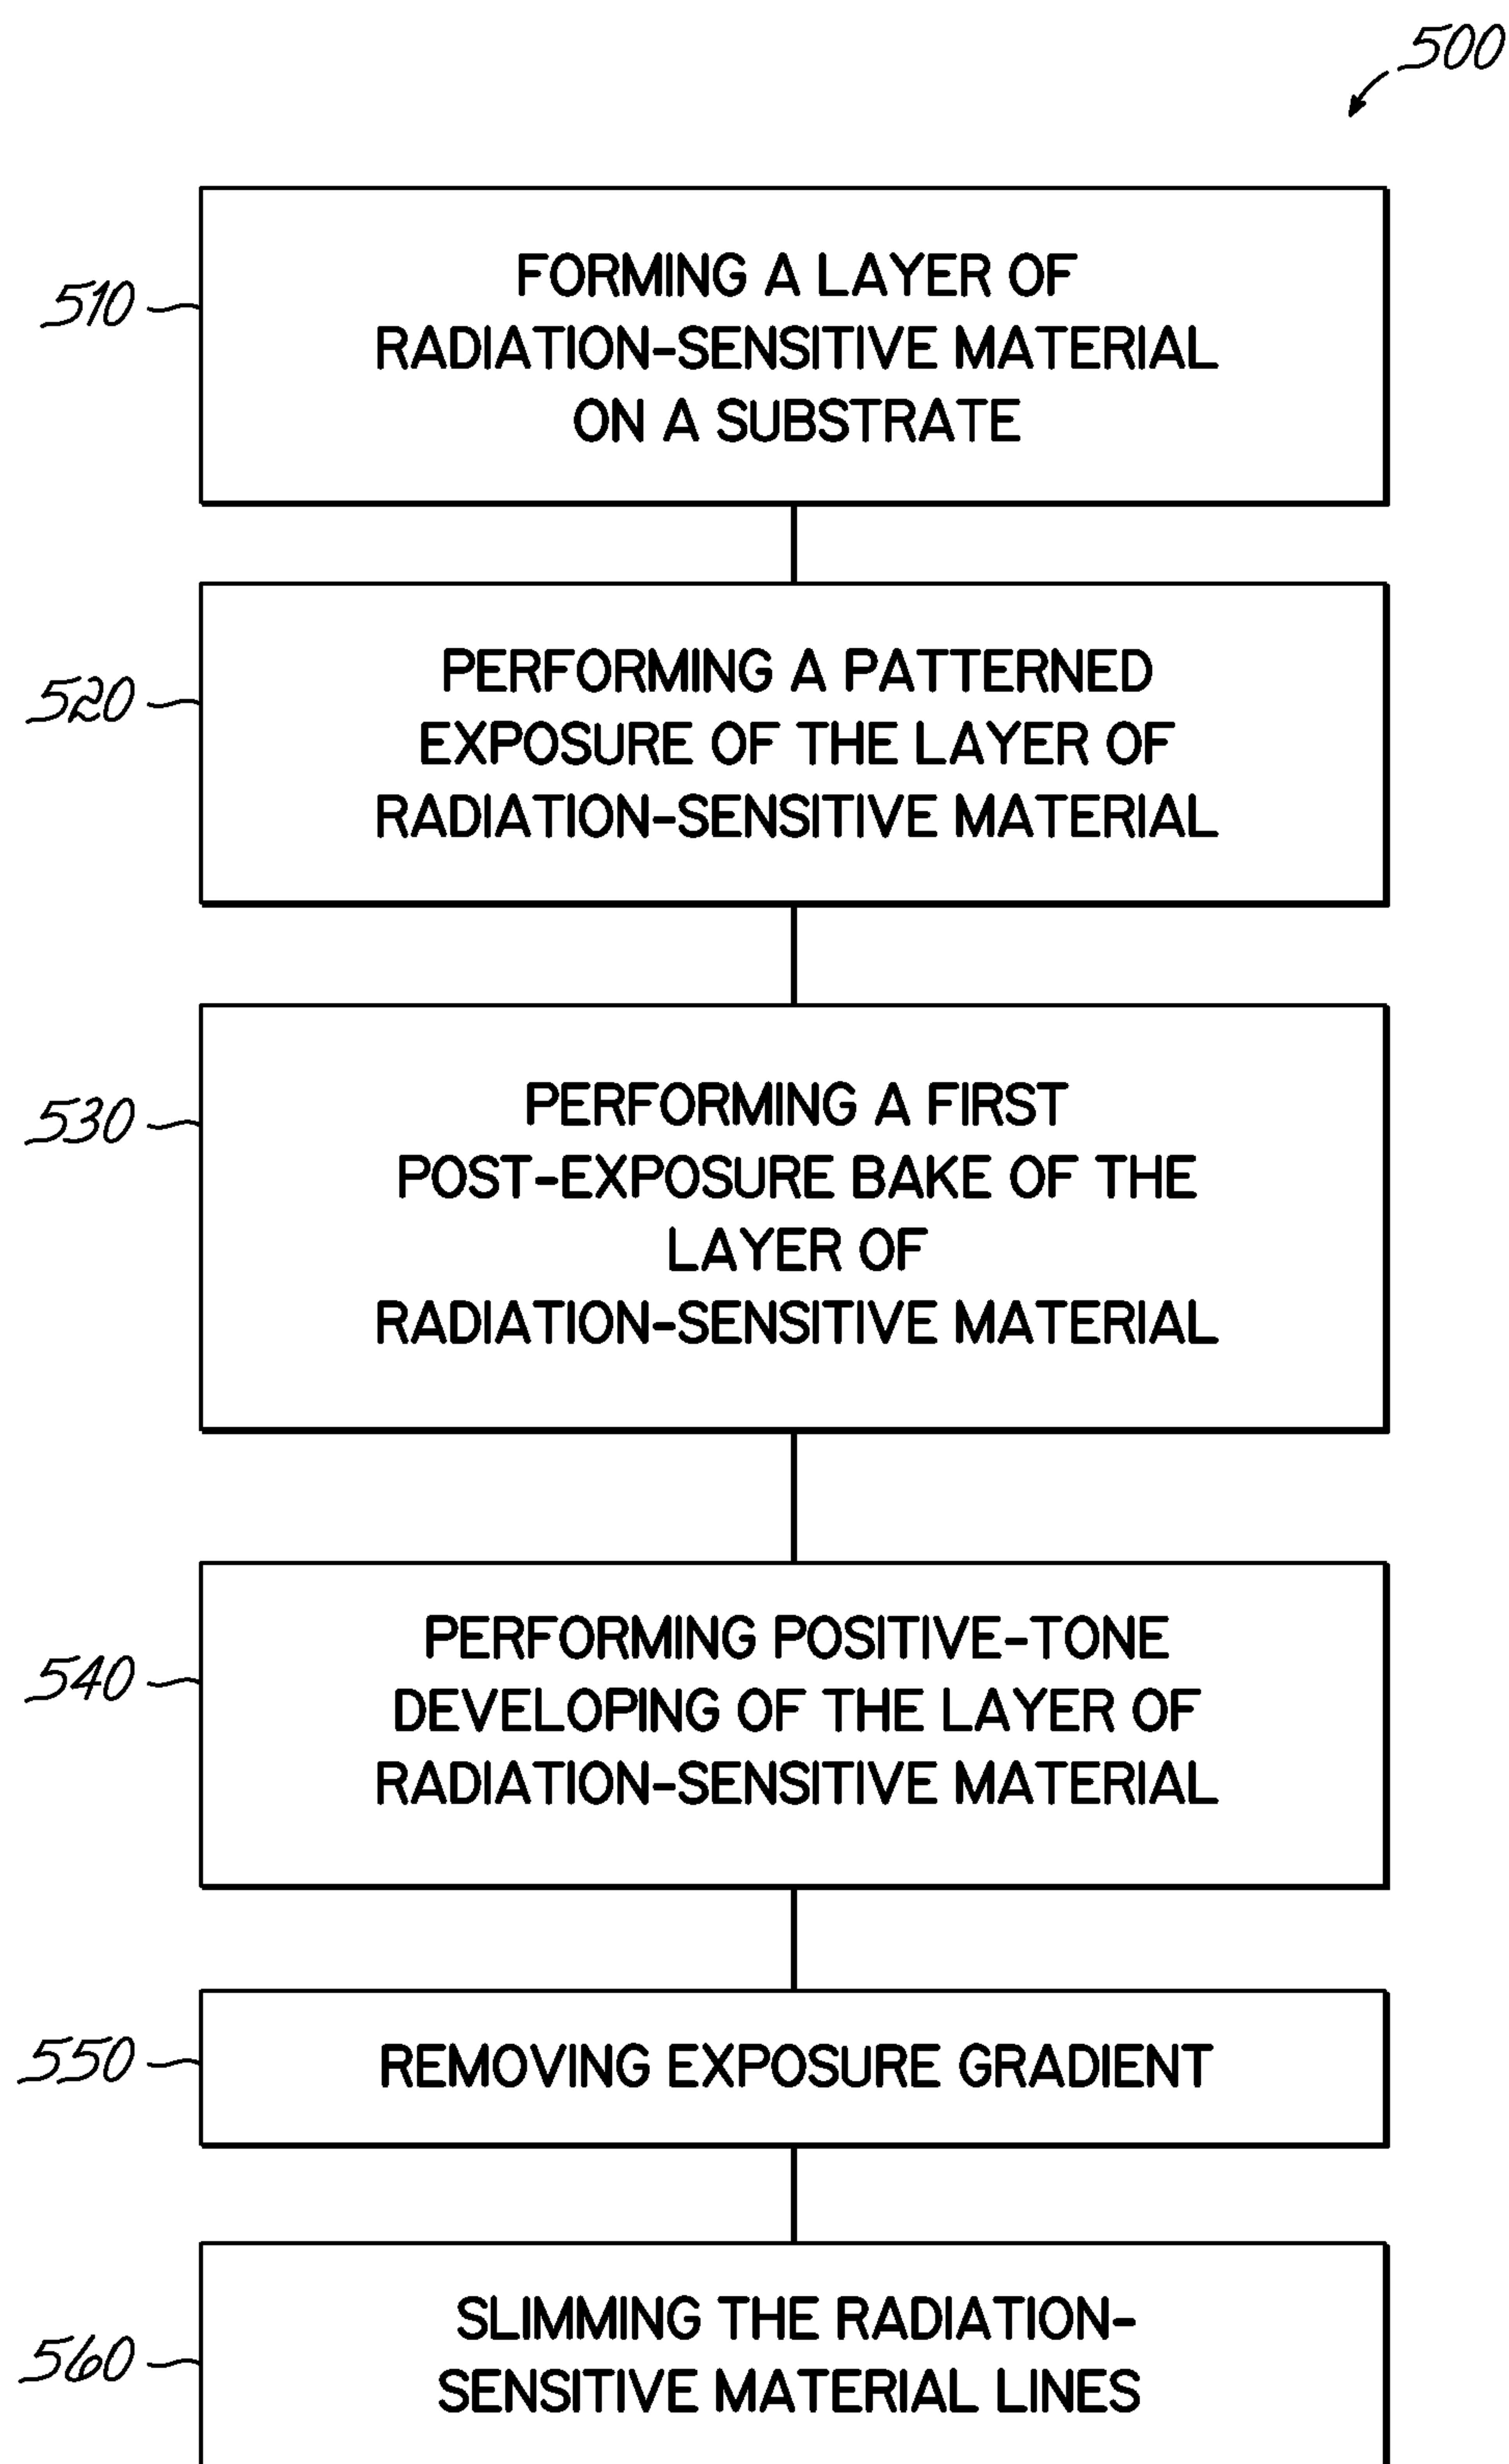 500
510
FORMING A LAYER OF
RADIATION-SENSITIVE MATERIAL
ON A SUBSTRATE
520
PERFORMING A PATTERNED
EXPOSURE OF THE LAYER OF
RADIATION-SENSITIVE MATERIAL
530
PERFORMING A FIRST
POST-EXPOSURE BAKE OF THE
LAYER OF
RADIATION-SENSITIVE MATERIAL
540
PERFORMING POSITIVE-TONE
DEVELOPING OF THE LAYER OF
RADIATION-SENSITIVE MATERIAL
550
REMOVING EXPOSURE GRADIENT
560
SLIMMING THE RADIATION-
SENSITIVE MATERIAL LINES